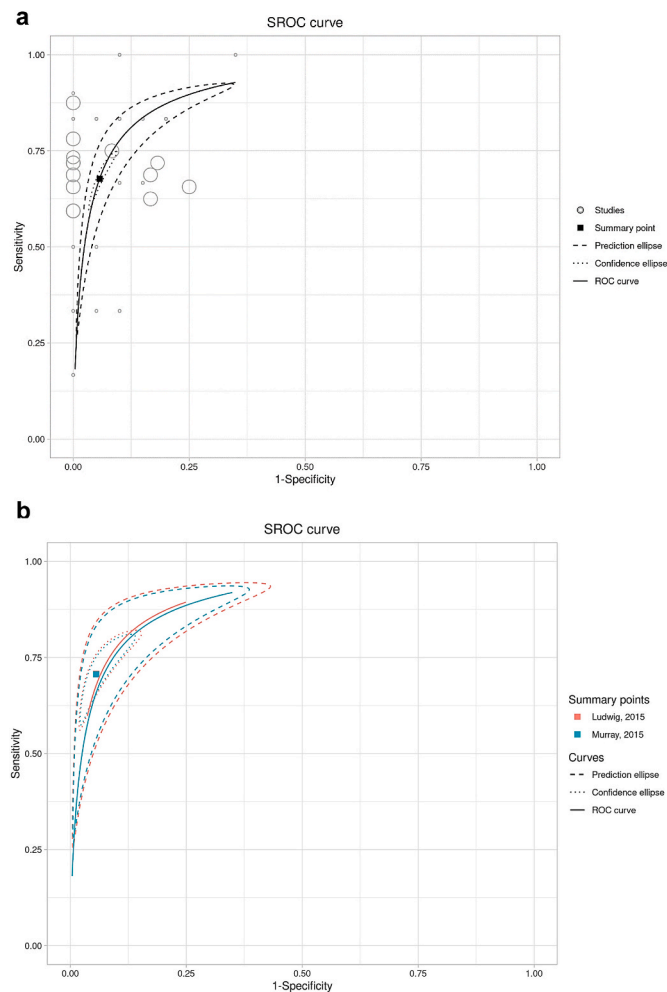 a
SROC curve
1.00
0.75
0.50
0.25
0.00
Sensitivity
0.00
0.25
0.50
0.75
1.00
1-Specificity
Studies
Summary point
Prediction ellipse
Confidence ellipse
ROC curve
b
SROC curve
1.00
0.75
0.50
0.25
0.00
Sensitivity
0.00
0.25
0.50
0.75
1.00
1-Specificity
Summary points
Ludwig, 2015
Murray, 2015
Curves
Prediction ellipse
Confidence ellipse
ROC curve